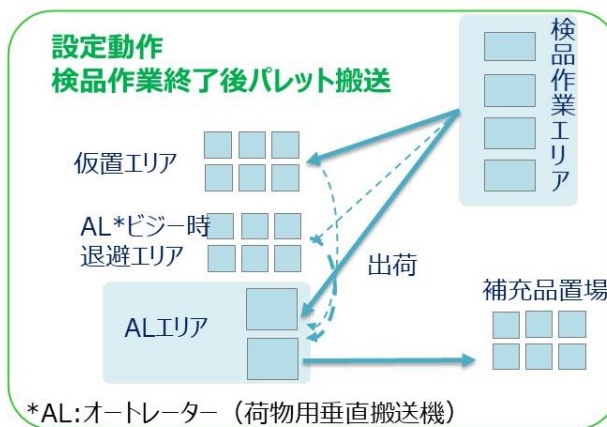 設定動作
検品作業終了後パレット搬送
検品作業エリア
仮置エリア
AL*ビジー時
退避エリア
出荷
補充品置場
ALエリア
*AL:オートレーター（荷物用垂直搬送機）